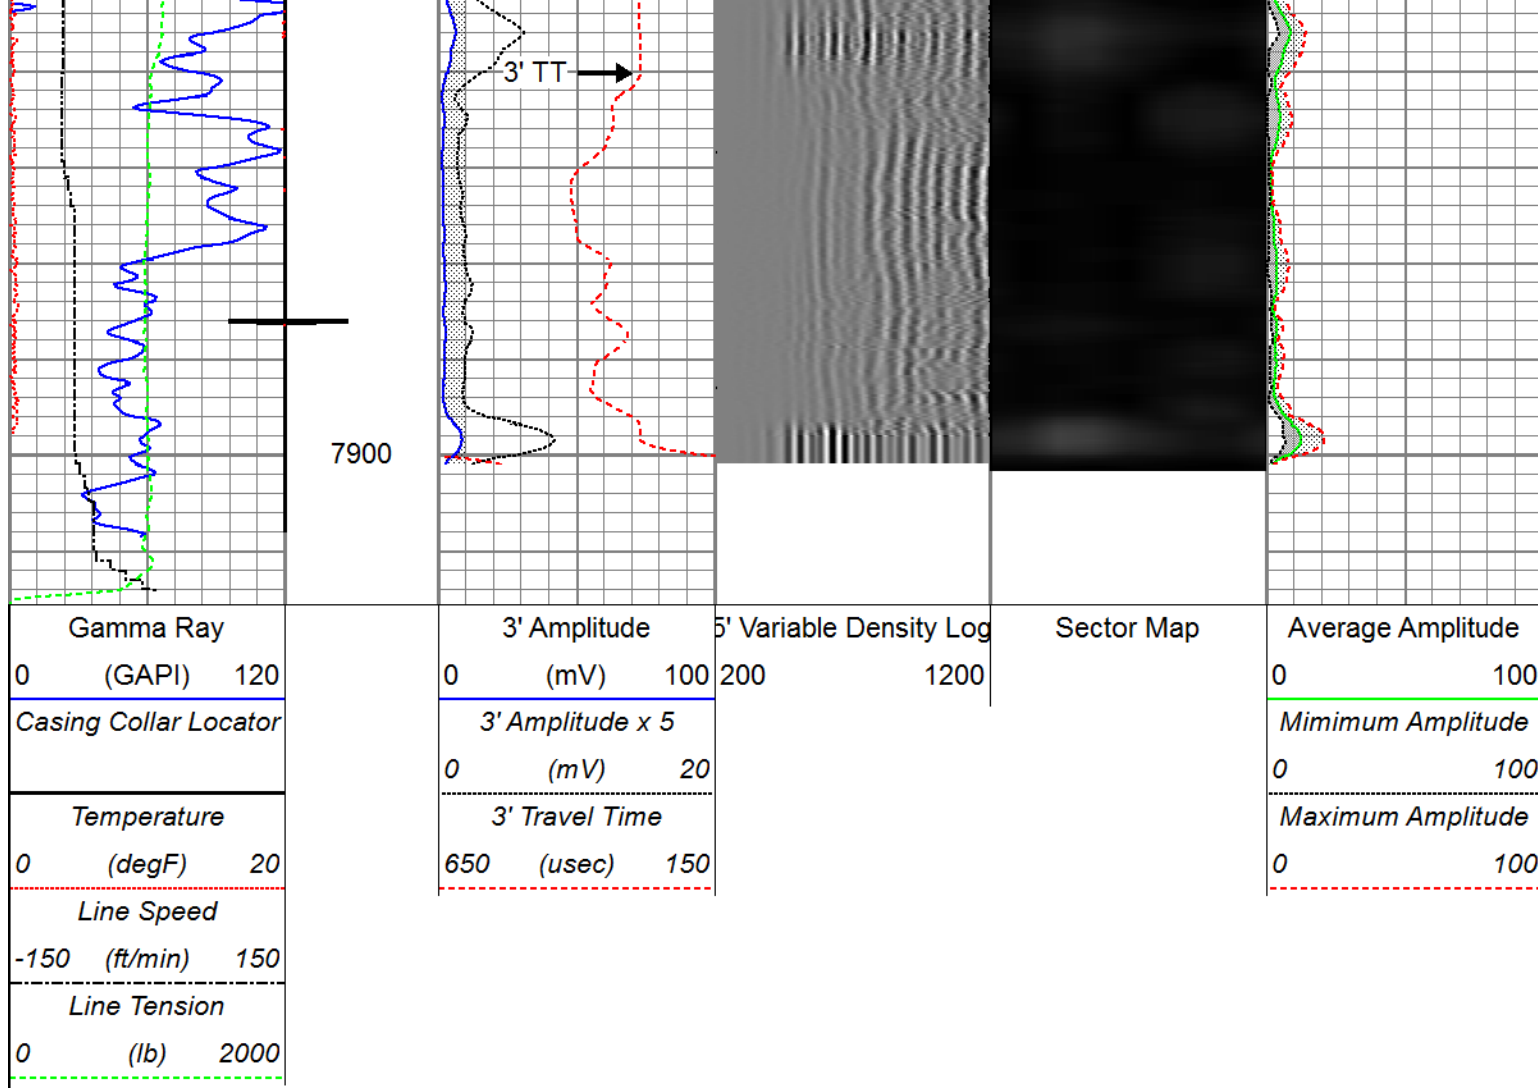 3' TT
7900
Gamma Ray
0 (GAPI) 120
Casing Collar Locator
Temperature
0 (degF) 20
Line Speed
-150 (ft/min) 150
Line Tension
0 (lb) 2000
3' Amplitude
0 (mV) 100
3' Amplitude x 5
0 (mV) 20
3' Travel Time
650 (usec) 150
5' Variable Density Log
200 1200
Sector Map
Average Amplitude
0 100
Mimimum Amplitude
0 100
Maximum Amplitude
0 100